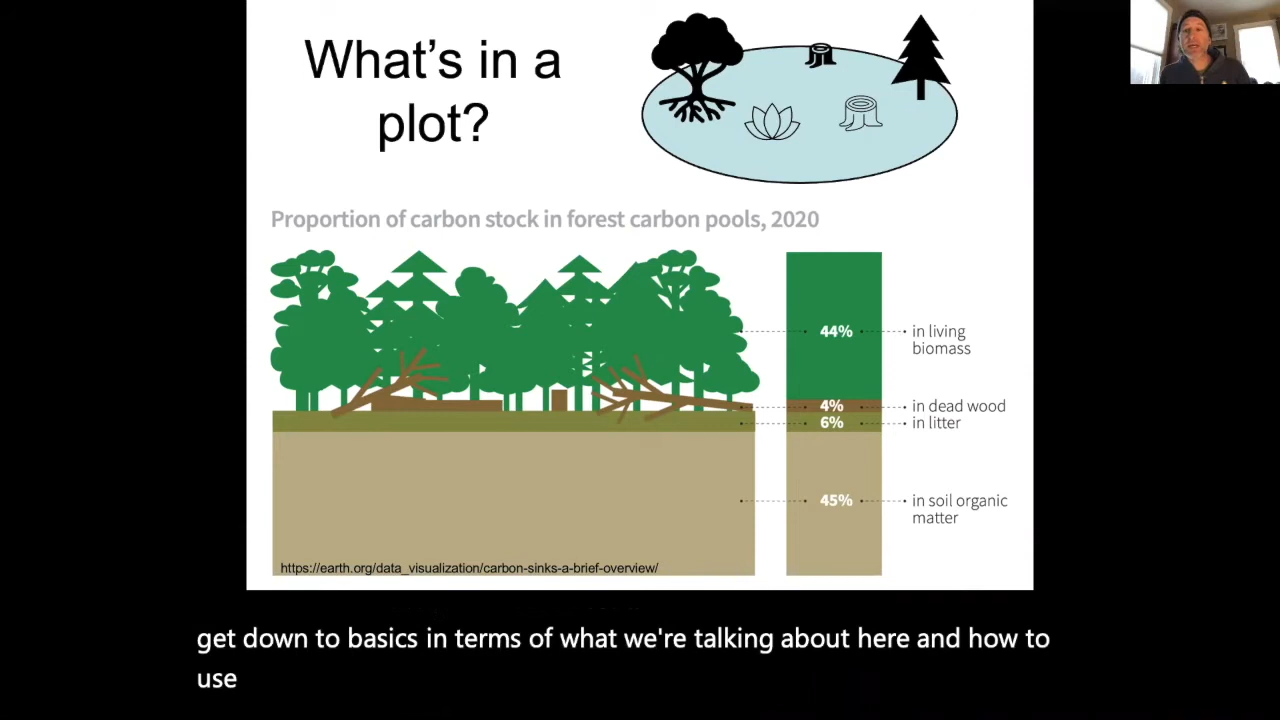 What's in a
plot?
Proportion of carbon stock in forest carbon pools, 2020
44%
in living
biomass
4%
in dead wood
6%
in litter
45%
in soil organic
matter
https://earth.org/data_visualization/carbon-sinks-a-brief-overview/
get down to basics in terms of what we're talking about here and how to
use